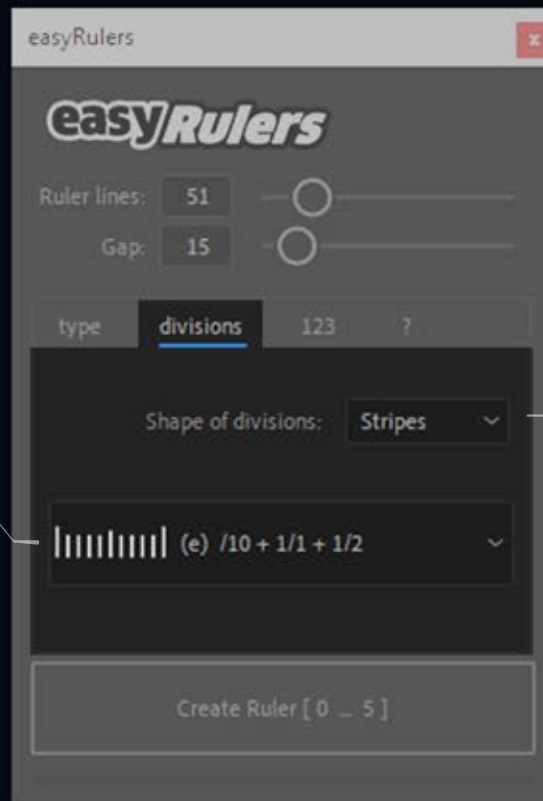 easyRulers
x
easyRulers
Ruler lines: 51
Gap: 15
type divisions 123 ?
Shape of divisions: Stripes
(e) /10 + 1/1 + 1/2
Create Ruler [ 0 ... 5 ]